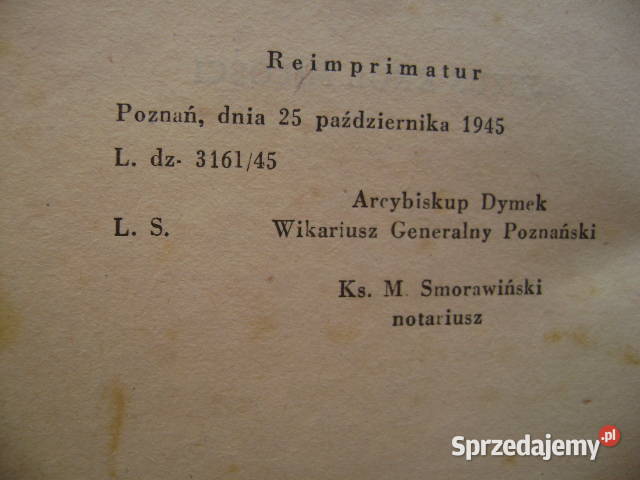 Reimprimatur
Poznań, dnia 25 października 1945
L. dz. 3161/45
Arcybiskup Dymek
L. S. Wikariusz Generalny Poznański
Ks. M. Smorawiński
notariusz
Sprzedajemy.pl